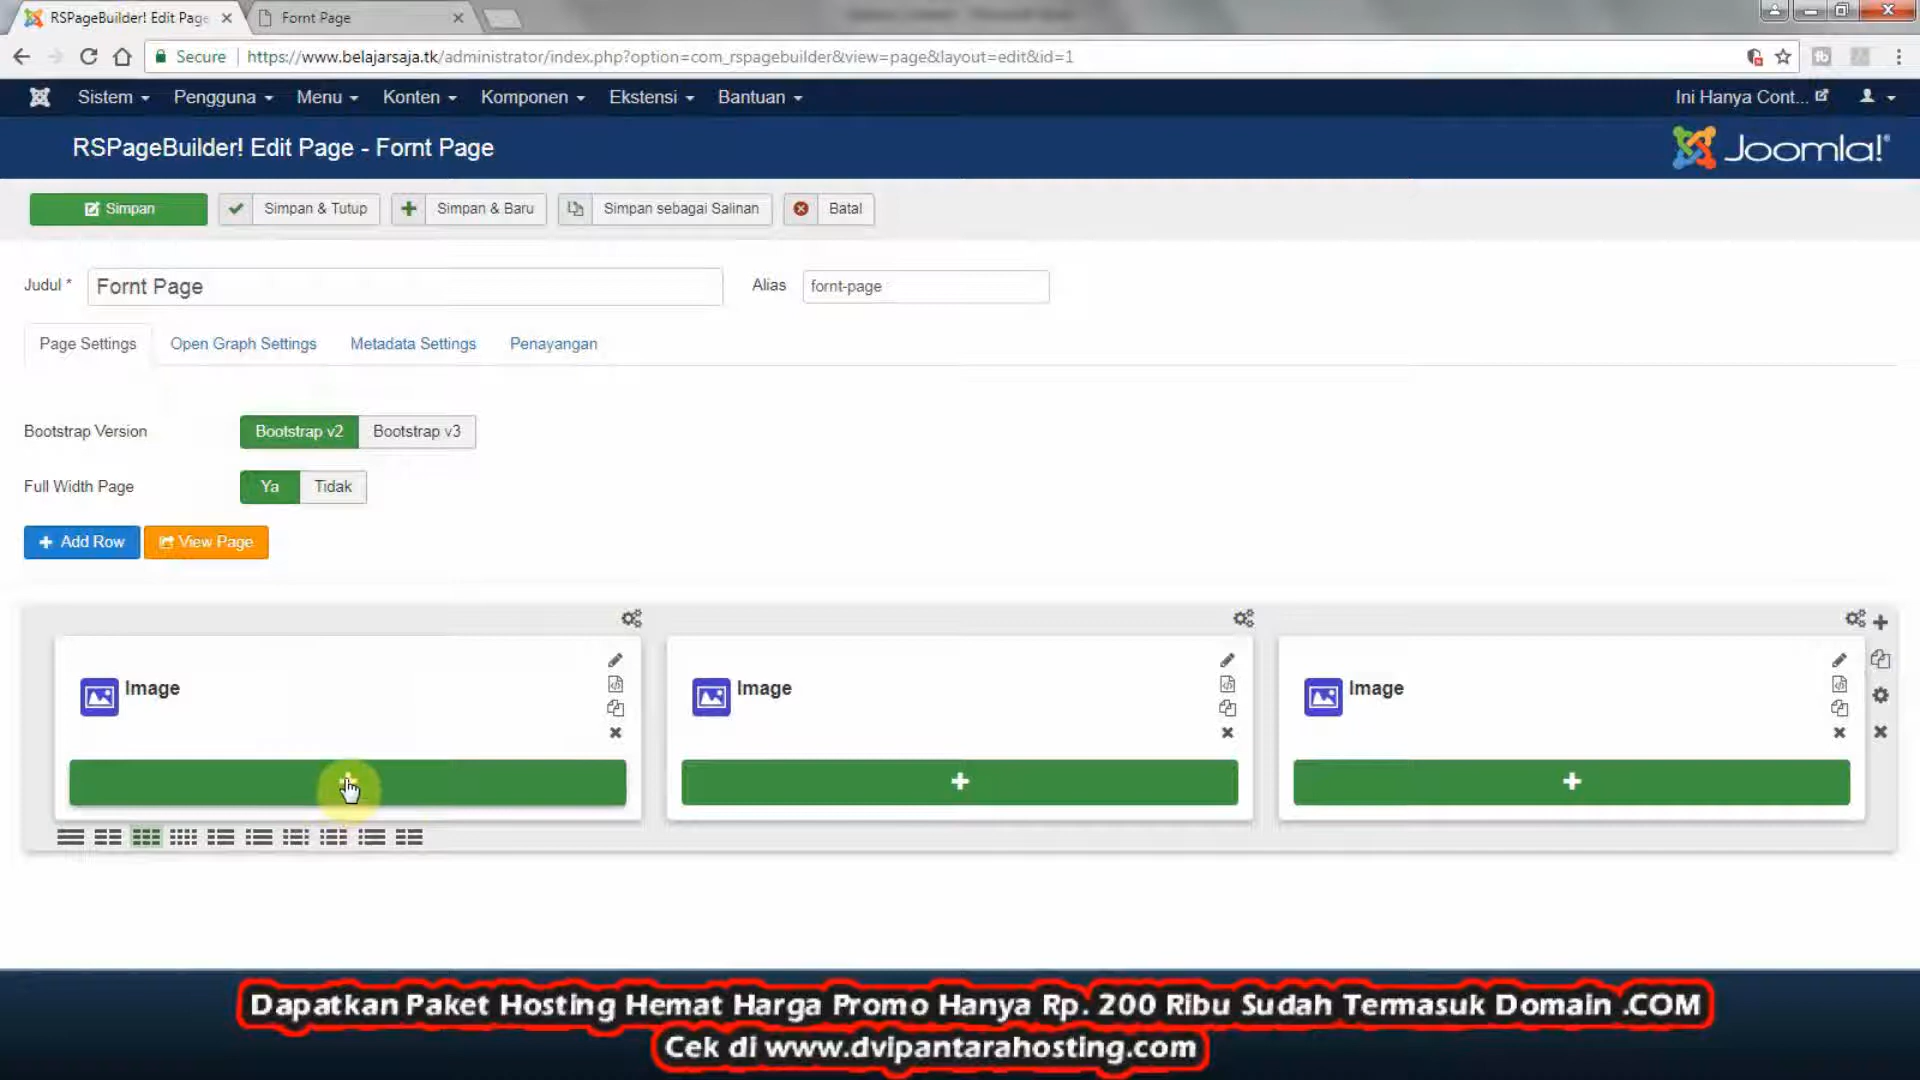 RSPageBuilder! Edit Page
Fornt Page
Secure
https://www.belajarsaja.tk/administrator/index.php?option=com_rspagebuilder&view=page&layout=edit&id=1
Sistem Pengguna Menu Konten Komponen Ekstensi Bantuan
Ini Hanya Cont...
RSPageBuilder! Edit Page - Fornt Page
Joomla!®
Simpan
Simpan & Tutup
Simpan & Baru
Simpan sebagai Salinan
Batal
Judul *
Fornt Page
Alias
fornt-page
Page Settings
Open Graph Settings
Metadata Settings
Penayangan
Bootstrap Version
Bootstrap v2
Bootstrap v3
Full Width Page
Ya
Tidak
Add Row
View Page
Image
Image
Image
Dapatkan Paket Hosting Hemat Harga Promo Hanya Rp. 200 Ribu Sudah Termasuk Domain .COM
Cek di www.dvipantarahosting.com